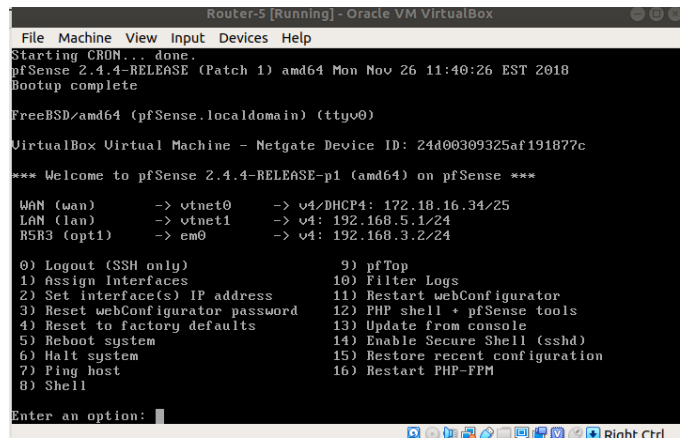 Router-5 [Running] - Oracle VM VirtualBox
File Machine View Input Devices Help
Starting CRON... done.
pfSense 2.4.4-RELEASE (Patch 1) amd64 Mon Nov 26 11:40:26 EST 2018
Bootup complete
FreeBSD/amd64 (pfSense.localdomain) (ttyv0)
VirtualBox Virtual Machine - Netgate Device ID: 24d00309325af191877c
*** Welcome to pfSense 2.4.4-RELEASE-p1 (amd64) on pfSense ***
WAN (wan) -> vtnet0 -> v4/DHCP4: 172.18.16.34/25
LAN (lan) -> vtnet1 -> v4: 192.168.5.1/24
R5R3 (opt1) -> em0 -> v4: 192.168.3.2/24
0) Logout (SSH only) 9) pfTop
1) Assign Interfaces 10) Filter Logs
2) Set interface(s) IP address 11) Restart webConfigurator
3) Reset webConfigurator password 12) PHP shell + pfSense tools
4) Reset to factory defaults 13) Update from console
5) Reboot system 14) Enable Secure Shell (sshd)
6) Halt system 15) Restore recent configuration
7) Ping host 16) Restart PHP-FPM
8) Shell
Enter an option:
Right Ctrl